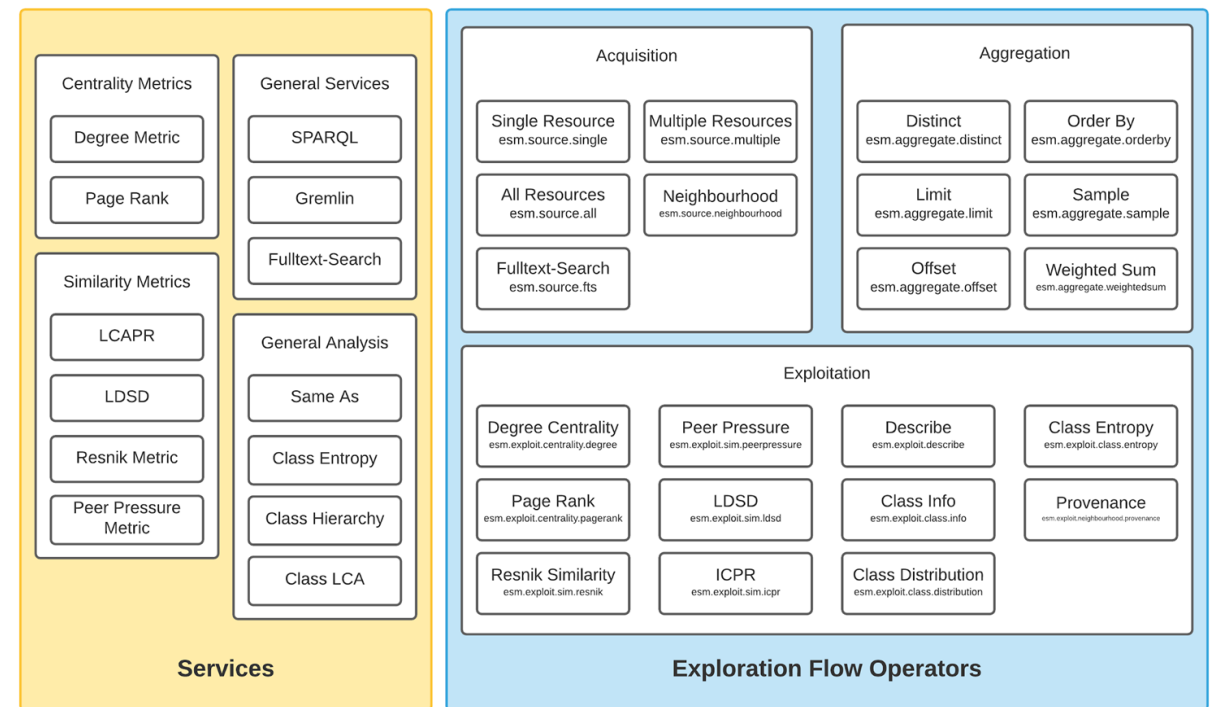 Centrality Metrics
Degree Metric
Page Rank
Similarity Metrics
LCAPR
LDSD
Resnik Metric
Peer Pressure
Metric
General Services
SPARQL
Gremlin
Fulltext-Search
General Analysis
Same As
Class Entropy
Class Hierarchy
Class LCA
Services
Acquisition
Single Resource
esm.source.single
Multiple Resources
esm.source.multiple
All Resources
esm.source.all
Neighbourhood
esm.source.neighbourhood
Fulltext-Search
esm.source.fts
Aggregation
Distinct
esm.aggregate.distinct
Order By
esm.aggregate.orderby
Limit
esm.aggregate.limit
Sample
esm.aggregate.sample
Offset
esm.aggregate.offset
Weighted Sum
esm.aggregate.weightedsum
Exploitation
Degree Centrality
esm.exploit.centrality.degree
Peer Pressure
esm.exploit.sim.peerpressure
Describe
esm.exploit.describe
Class Entropy
esm.exploit.class.entropy
Page Rank
esm.exploit.centrality.pagerank
LDSD
esm.exploit.sim.ldsd
Class Info
esm.exploit.class.info
Provenance
esm.exploit.neighbourhood.provenance
Resnik Similarity
esm.exploit.sim.resnik
ICPR
esm.exploit.sim.icpr
Class Distribution
esm.exploit.class.distribution
Exploration Flow Operators